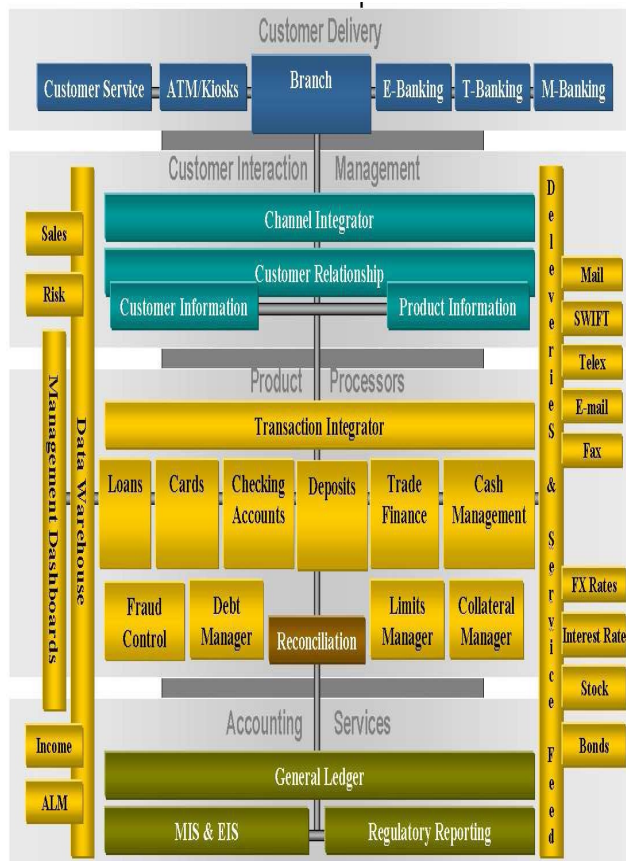 Customer Delivery
Customer Service
ATM/Kiosks
Branch
E-Banking
T-Banking
M-Banking
Customer Interaction Management
Channel Integrator
Customer Relationship
Customer Information
Product Information
Sales
Risk
Management Dashboards
Data Warehouse
Income
ALM
Product Processors
Transaction Integrator
Loans
Cards
Checking
Accounts
Deposits
Trade
Finance
Cash
Management
Fraud
Control
Debt
Manager
Reconciliation
Limits
Manager
Collateral
Manager
Accounting Services
General Ledger
MIS & EIS
Regulatory Reporting
DeleverieS & Service Feed
Mail
SWIFT
Telex
E-mail
Fax
FX Rates
Interest Rate
Stock
Bonds